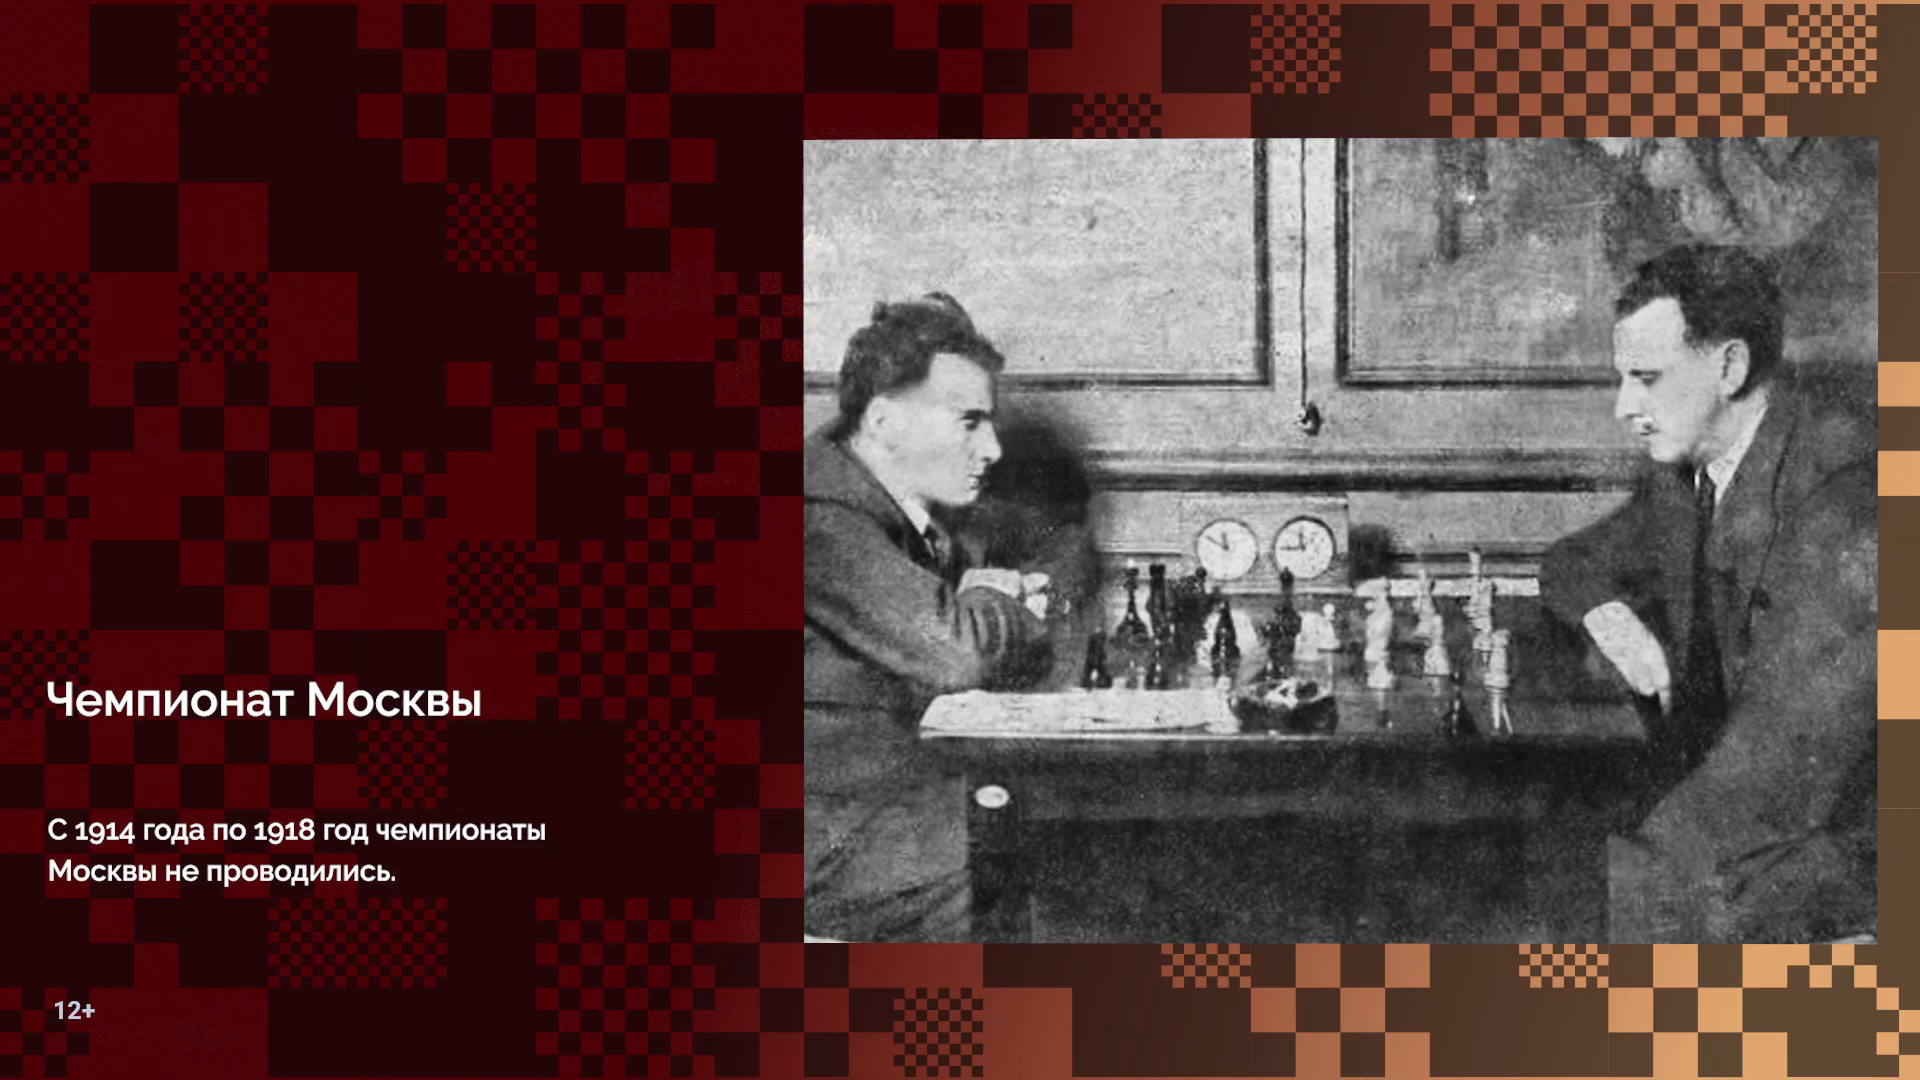 Чемпионат Москвы
С 1914 года по 1918 год чемпионаты
Москвы не проводились.
12+